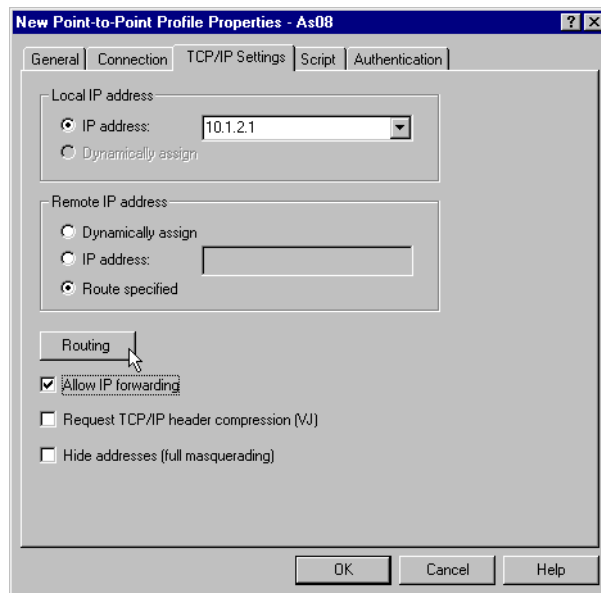 New Point-to-Point Profile Properties - As08
General Connection TCP/IP Settings Script Authentication
Local IP address
IP address: 10.1.2.1
Dynamically assign
Remote IP address
Dynamically assign
IP address:
Route specified
Routing
Allow IP forwarding
Request TCP/IP header compression (VJ)
Hide addresses (full masquerading)
OK Cancel Help